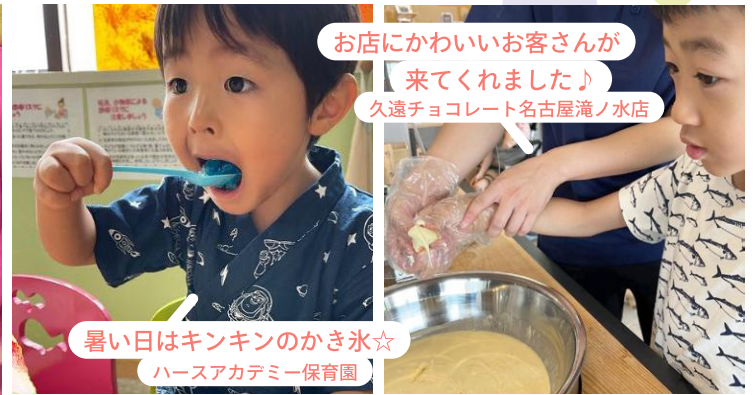 お店にかわいいお客さんが
来てくれました♪
久遠チョコレート名古屋滝ノ水店
暑い日はキンキンのかき氷☆
ハースアカデミー保育園